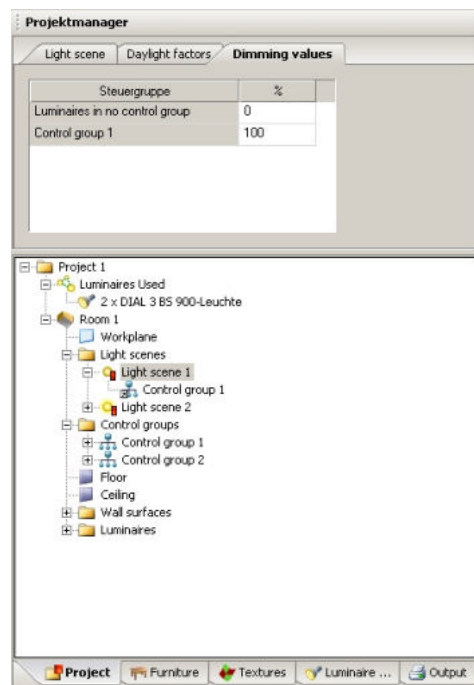 Projektmanager
Light scene Daylight factors Dimming values
Steuergruppe %
Luminaires in no control group 0
Control group 1 100
Project 1
Luminaires Used
2 x DIAL 3 BS 900-Leuchte
Room 1
Workplane
Light scenes
Light scene 1
Control group 1
Light scene 2
Control groups
Control group 1
Control group 2
Floor
Ceiling
Wall surfaces
Luminaires
Project Furniture Textures Luminaire ... Output